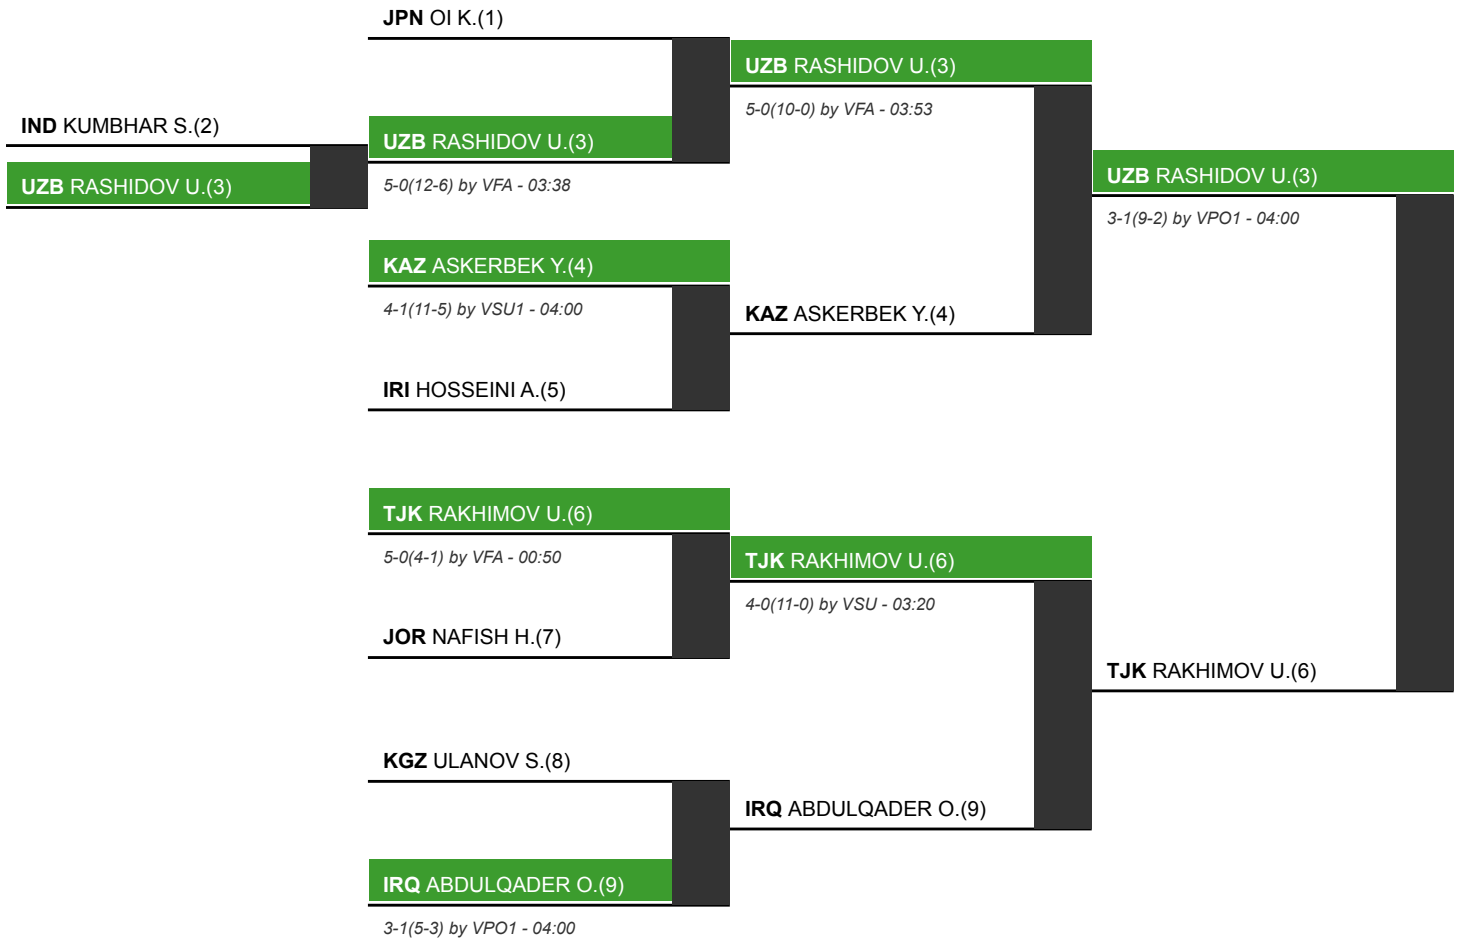 JPN OI K.(1)
UZB RASHIDOV U.(3)
5-0(10-0) by VFA - 03:53
IND KUMBHAR S.(2)
UZB RASHIDOV U.(3)
UZB RASHIDOV U.(3)
5-0(12-6) by VFA - 03:38
UZB RASHIDOV U.(3)
3-1(9-2) by VPO1 - 04:00
KAZ ASKERBEK Y.(4)
4-1(11-5) by VSU1 - 04:00
KAZ ASKERBEK Y.(4)
IRI HOSSEINI A.(5)
TJK RAKHIMOV U.(6)
5-0(4-1) by VFA - 00:50
TJK RAKHIMOV U.(6)
4-0(11-0) by VSU - 03:20
JOR NAFISH H.(7)
TJK RAKHIMOV U.(6)
KGZ ULANOV S.(8)
IRQ ABDULQADER O.(9)
IRQ ABDULQADER O.(9)
3-1(5-3) by VPO1 - 04:00